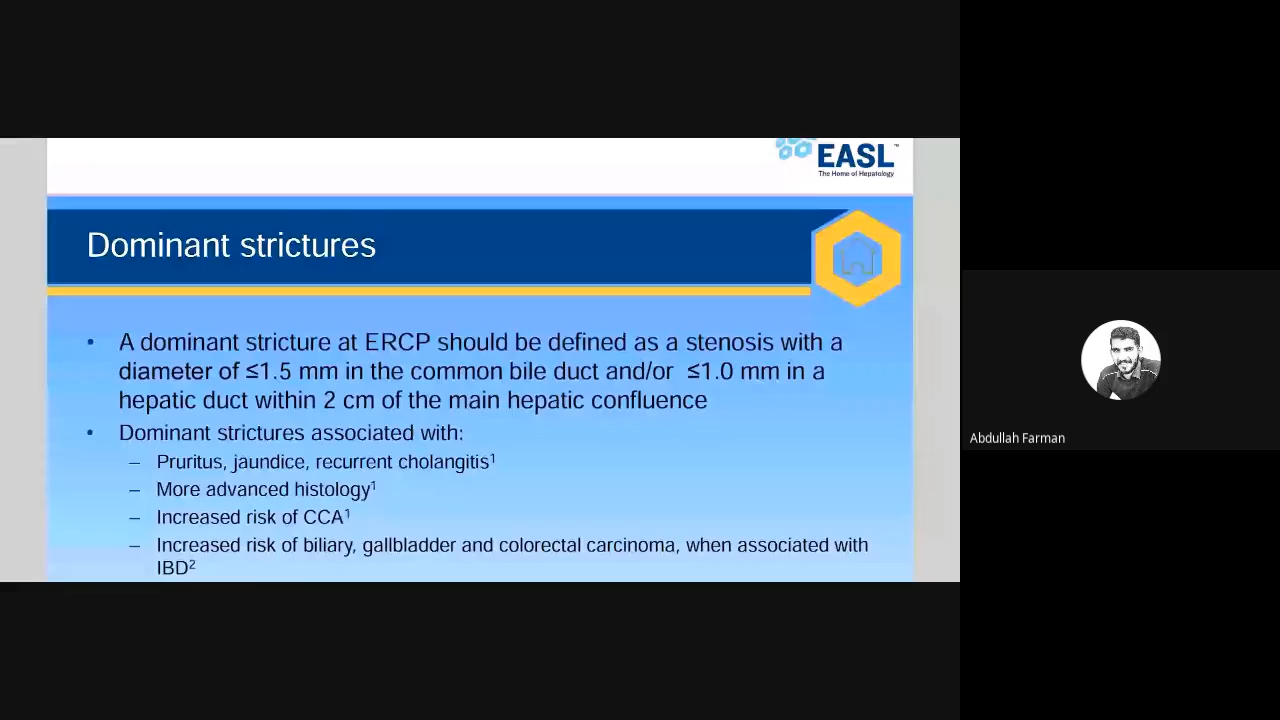 EASL™
The Home of Hepatology
Dominant strictures
• A dominant stricture at ERCP should be defined as a stenosis with a
diameter of ≤1.5 mm in the common bile duct and/or ≤1.0 mm in a
hepatic duct within 2 cm of the main hepatic confluence
• Dominant strictures associated with:
– Pruritus, jaundice, recurrent cholangitis¹
– More advanced histology¹
– Increased risk of CCA¹
– Increased risk of biliary, gallbladder and colorectal carcinoma, when associated with
IBD²
Abdullah Farman